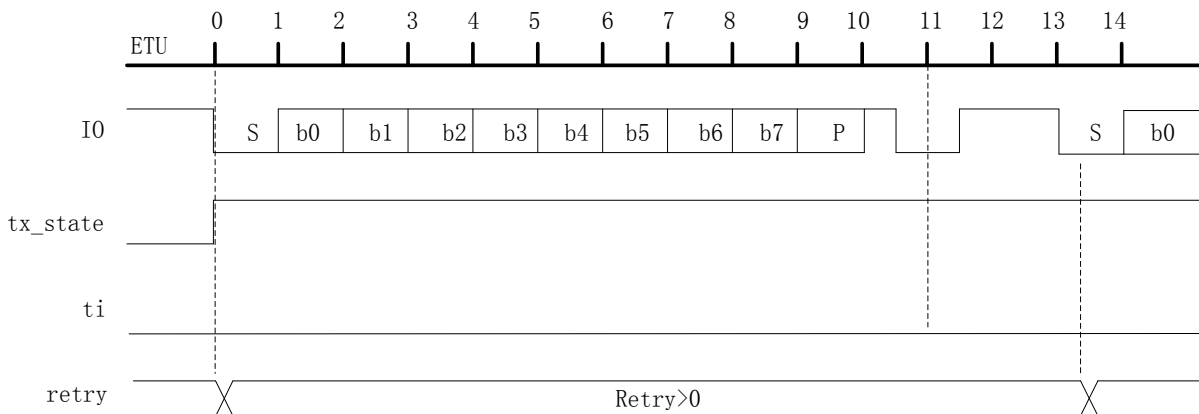 0 1 2 3 4 5 6 7 8 9 10 11 12 13 14
ETU
IO S b0 b1 b2 b3 b4 b5 b6 b7 P S b0
tx_state
ti
retry Retry>0